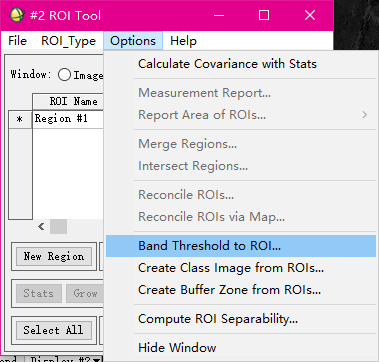 #2 ROI Tool
File ROI_Type Options Help
Window: Image
ROI Name
* Region #1
New Region
Stats Grow
Select All
Display #2
Calculate Covariance with Stats
Measurement Report...
Report Area of ROIs...
Merge Regions...
Intersect Regions...
Reconcile ROIs...
Reconcile ROIs via Map...
Band Threshold to ROI...
Create Class Image from ROIs...
Create Buffer Zone from ROIs...
Compute ROI Separability...
Hide Window